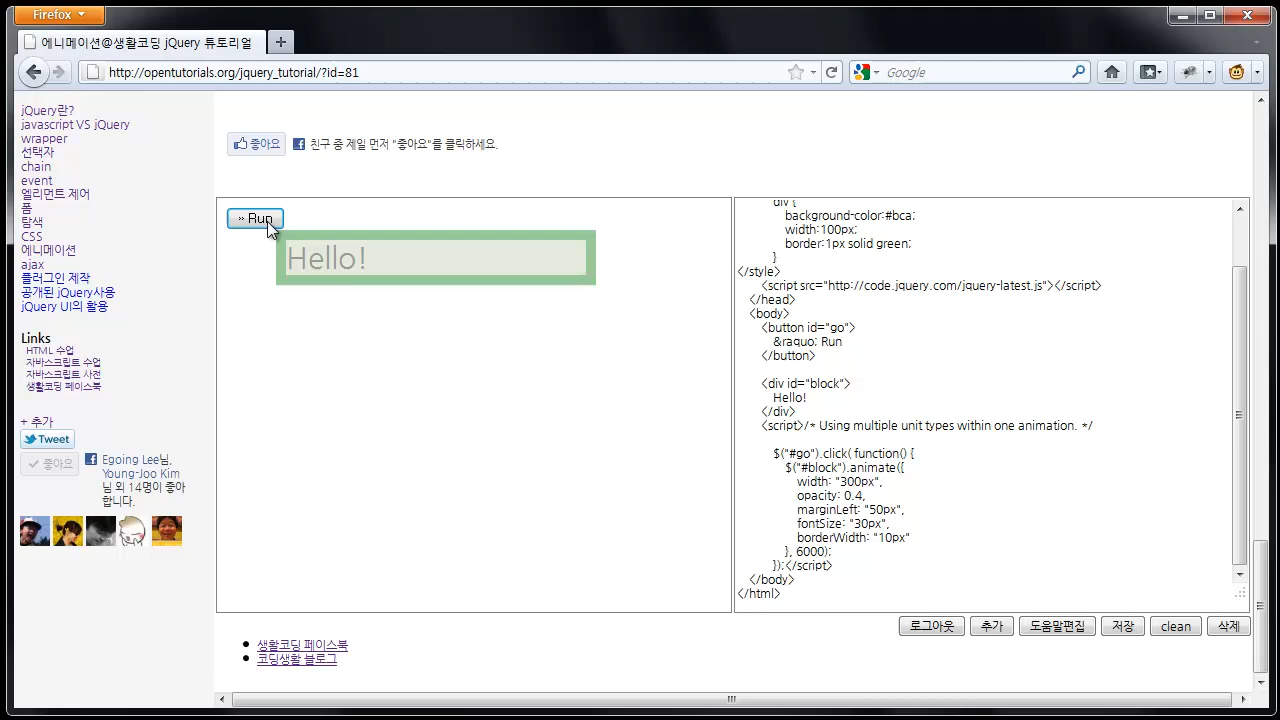 Firefox
에니메이션@생활코딩 jQuery 튜토리얼
http://opentutorials.org/jquery_tutorial/?id=81
Google
jQuery란?
javascript VS jQuery
wrapper
선택자
chain
event
엘리먼트 제어
폼
탐색
CSS
에니메이션
ajax
플러그인 제작
공개된 jQuery사용
jQuery UI의 활용
Links
HTML 수업
자바스크립트 수업
자바스크립트 사전
생활코딩 페이스북
+ 추가
Tweet
좋아요
Egoing Lee님,
Young-Joo Kim
님 외 14명이 좋아
합니다.
좋아요
친구 중 제일 먼저 "좋아요"를 클릭하세요.
» Run
Hello!
div {
background-color:#bca;
width:100px;
border:1px solid green;
}
</style>
<script src="http://code.jquery.com/jquery-latest.js"></script>
</head>
<body>
<button id="go">
&raquo; Run
</button>
<div id="block">
Hello!
</div>
<script>/* Using multiple unit types within one animation. */
$("#go").click( function() {
$("#block").animate({
width: "300px",
opacity: 0.4,
marginLeft: "50px",
fontSize: "30px",
borderWidth: "10px"
}, 6000);
});</script>
</body>
</html>
로그아웃
추가
도움말편집
저장
clean
삭제
생활코딩 페이스북
코딩생활 블로그